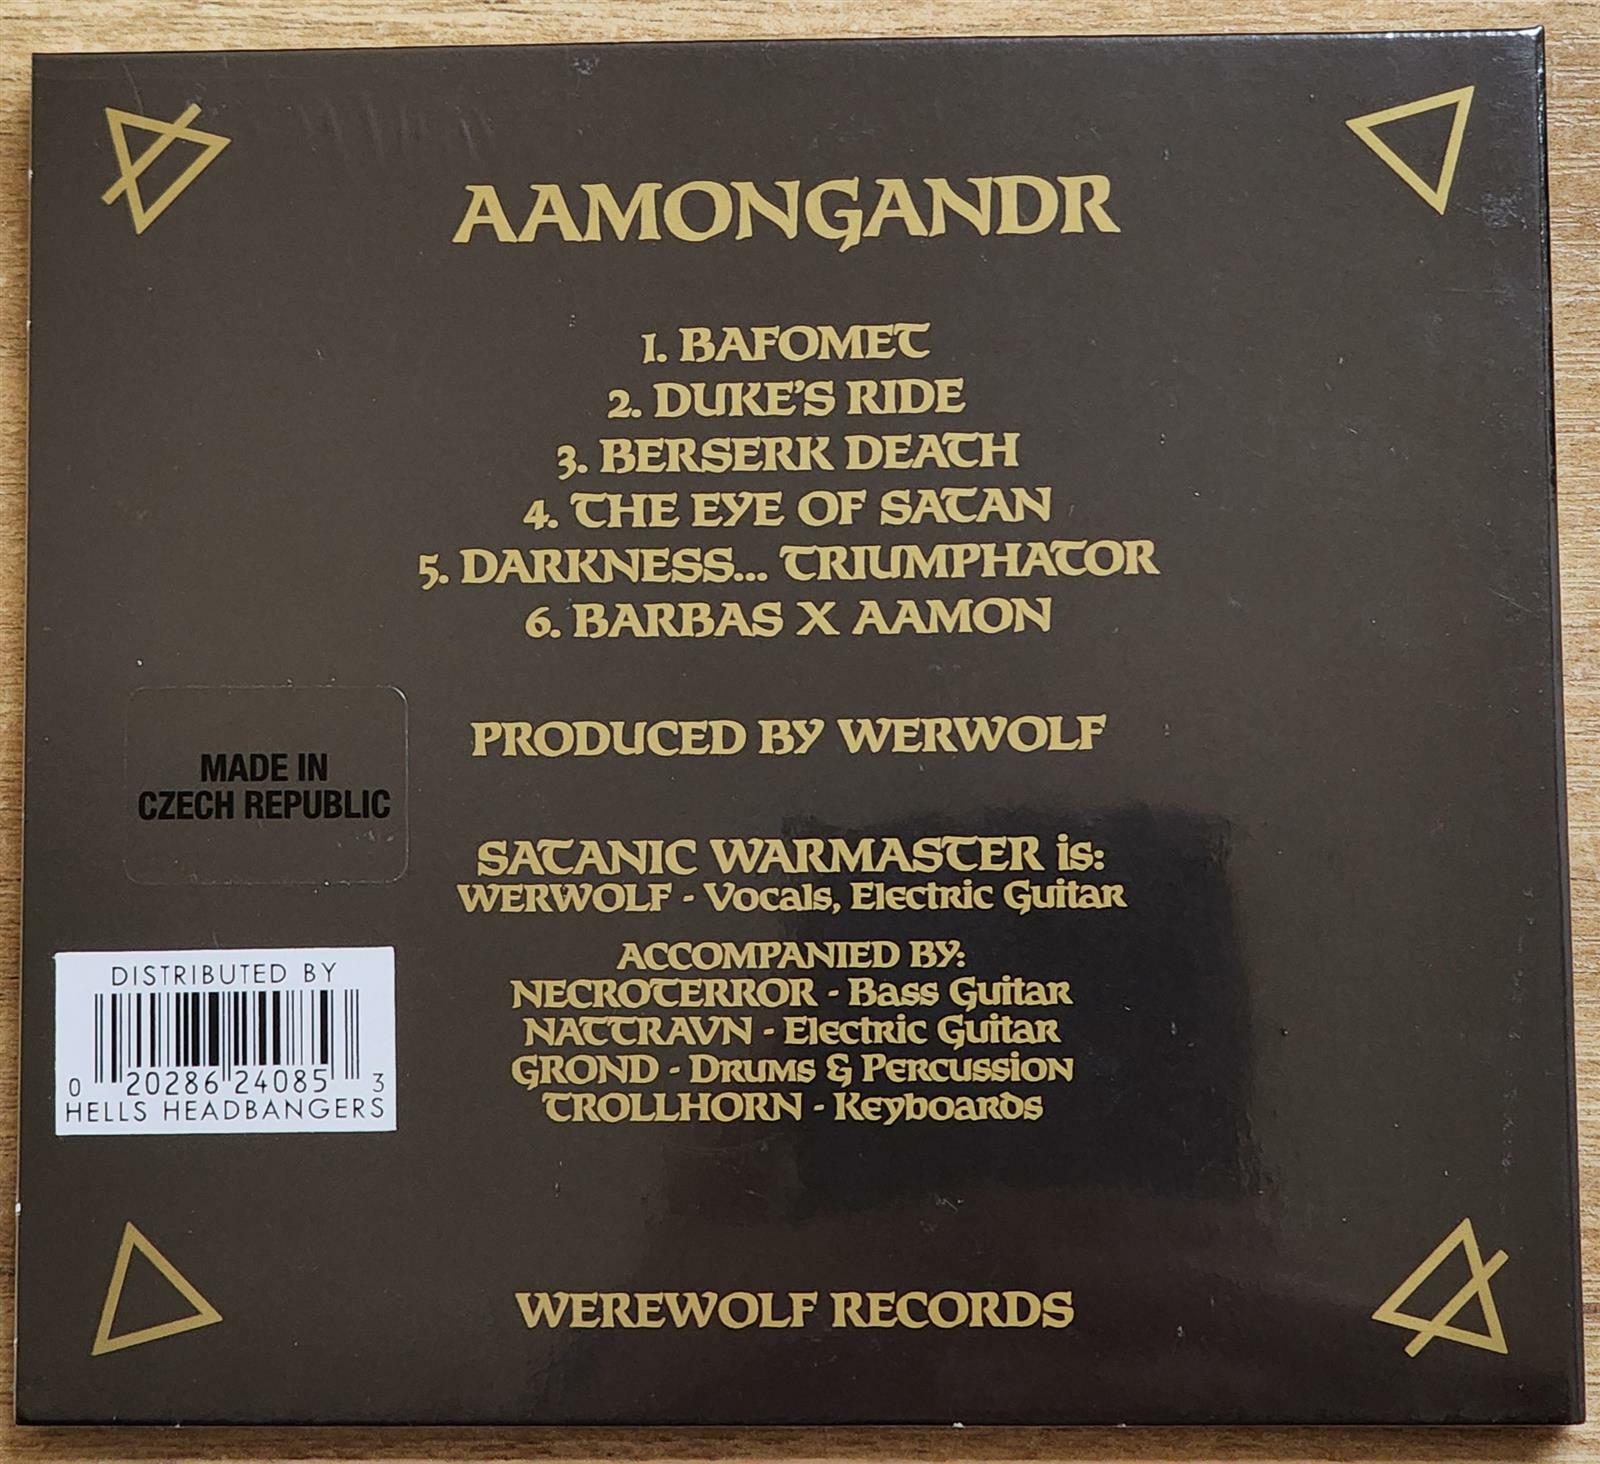 AAMONGANDR
1. BAFOMET
2. DUKE'S RIDE
3. BERSERK DEATH
4. THE EYE OF SATAN
5. DARKNESS... TRIUMPHATOR
6. BARBAS X AAMON
PRODUCED BY WERWOLF
MADE IN
CZECH REPUBLIC
SATANIC WARMASTER is:
WERWOLF - Vocals, Electric Guitar
ACCOMPANIED BY:
NECROTERROR - Bass Guitar
NATTRAVN - Electric Guitar
GROND - Drums & Percussion
TROLLHORN - Keyboards
DISTRIBUTED BY
0 20286 24085 3
HELLS HEADBANGERS
WEREWOLF RECORDS